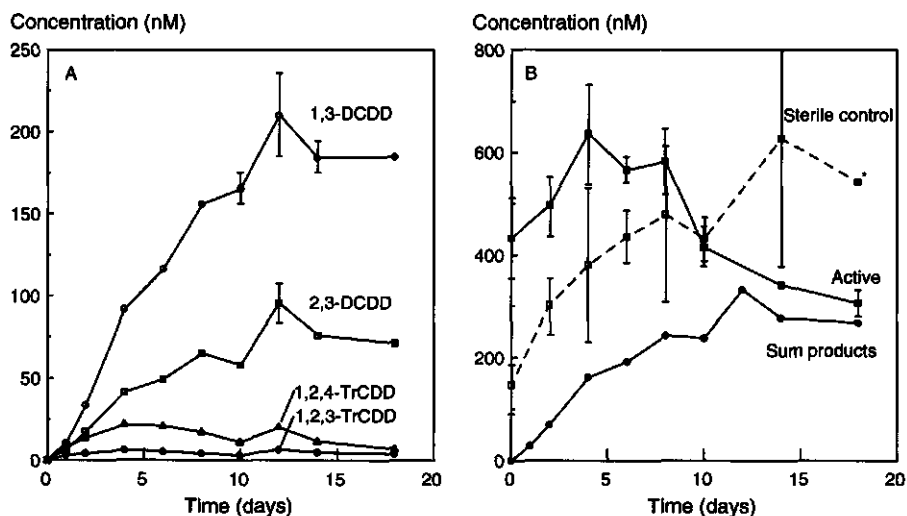 Concentration (nM)
250
200
150
100
50
0
A
1,3-DCDD
2,3-DCDD
1,2,4-TrCDD
1,2,3-TrCDD
0 5 10 15 20
Time (days)
Concentration (nM)
800
600
400
200
0
B
Sterile control
*
Active
Sum products
0 5 10 15 20
Time (days)